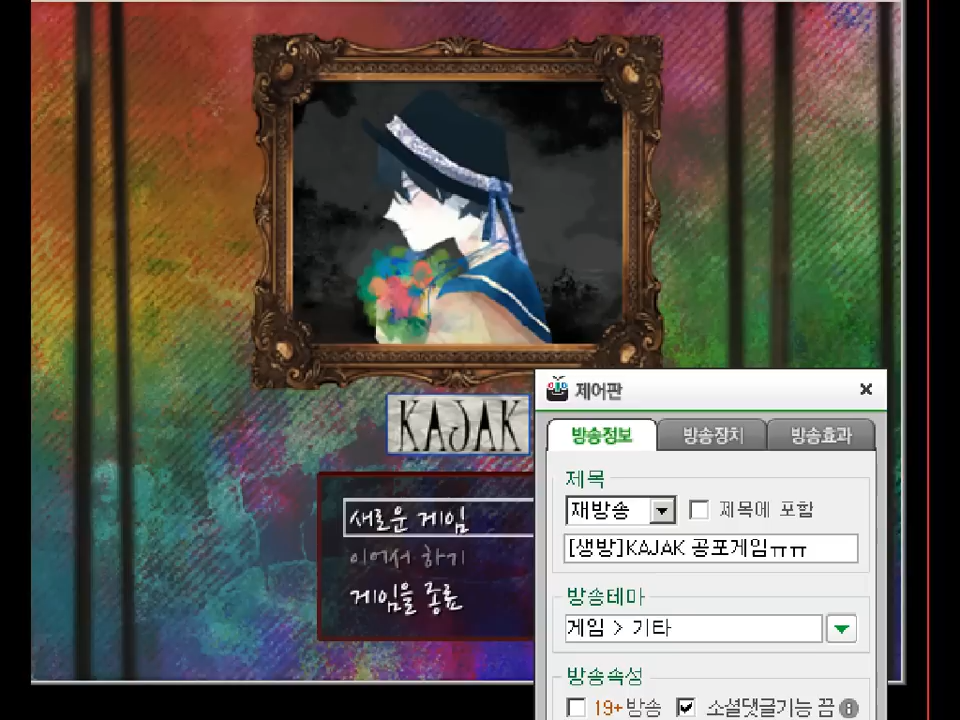 KAJAK
새로운 게임
이어서 하기
게임을 종료
제어판
방송정보 방송장치 방송효과
제목
재방송 제목에 포함
[생방]KAJAK 공포게임ㅠㅠ
방송테마
게임 > 기타
방송속성
19+방송 소셜댓글기능 끔